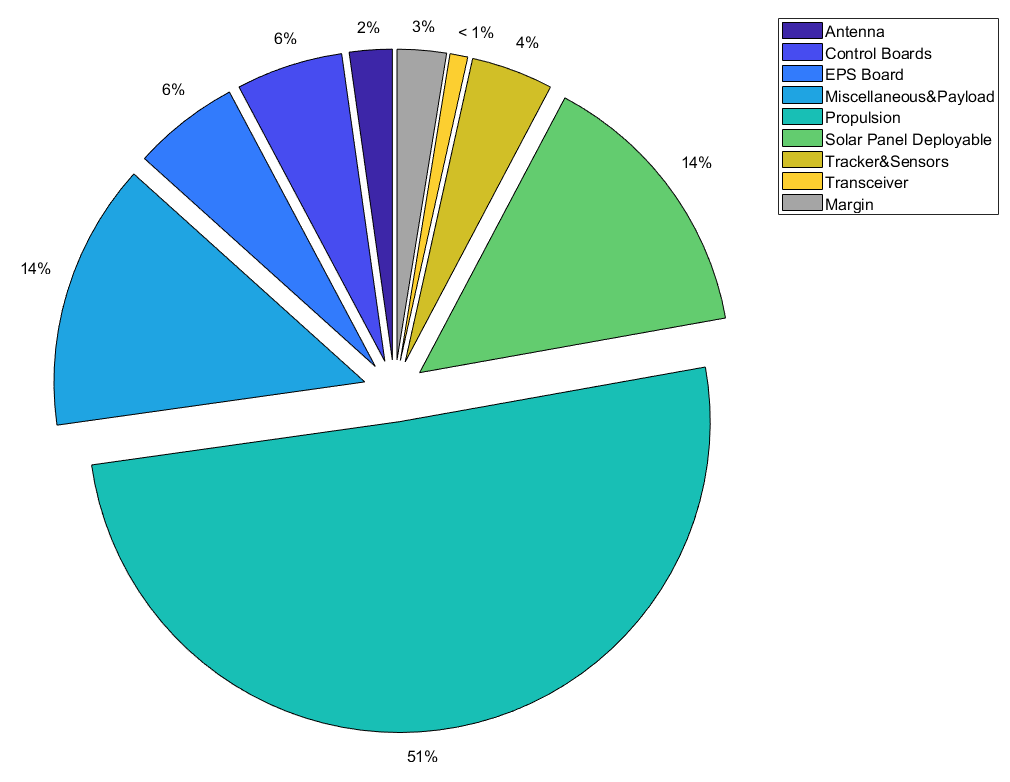 6%
2%
3%
< 1%
4%
6%
14%
14%
51%
Antenna
Control Boards
EPS Board
Miscellaneous&Payload
Propulsion
Solar Panel Deployable
Tracker&Sensors
Transceiver
Margin